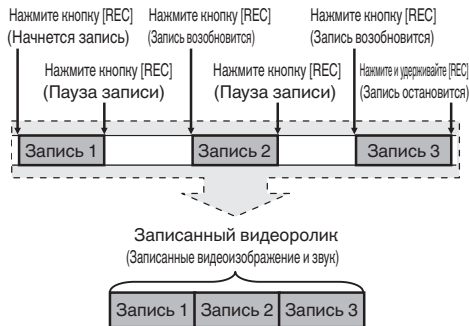 Нажмите кнопку [REC] Нажмите кнопку [REC] Нажмите кнопку [REC]
(Начнется запись) (Запись возобновится) (Запись возобновится)
Нажмите кнопку [REC] Нажмите кнопку [REC] Нажмите и удерживайте [REC]
(Пауза записи) (Пауза записи) (Запись остановится)
Запись 1 Запись 2 Запись 3
Записанный видеоролик
(Записанные видеоизображение и звук)
Запись 1 Запись 2 Запись 3